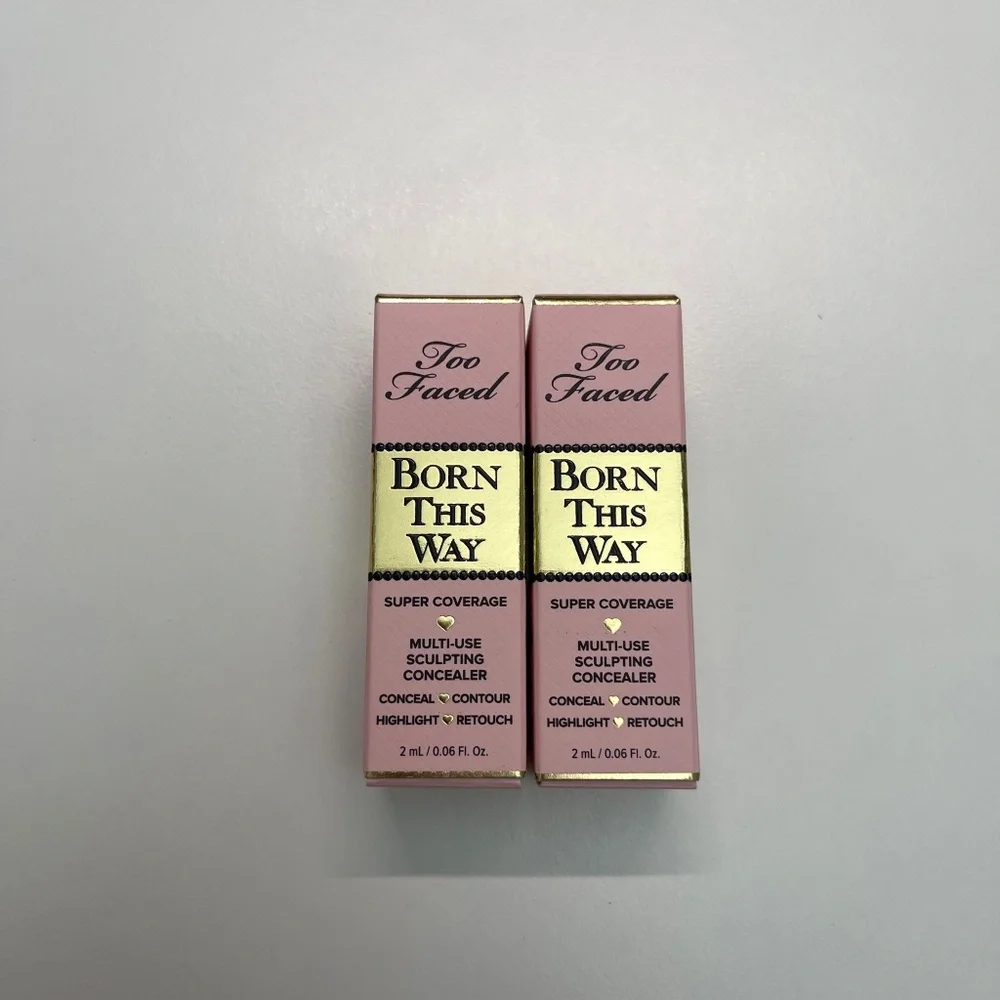 Too
Faced
BORN
THIS
WAY
SUPER COVERAGE
MULTI-USE
SCULPTING
CONCEALER
CONCEAL CONTOUR
HIGHLIGHT RETOUCH
2 mL / 0.06 Fl. Oz.
Too
Faced
BORN
THIS
WAY
SUPER COVERAGE
MULTI-USE
SCULPTING
CONCEALER
CONCEAL CONTOUR
HIGHLIGHT RETOUCH
2 mL / 0.06 Fl. Oz.